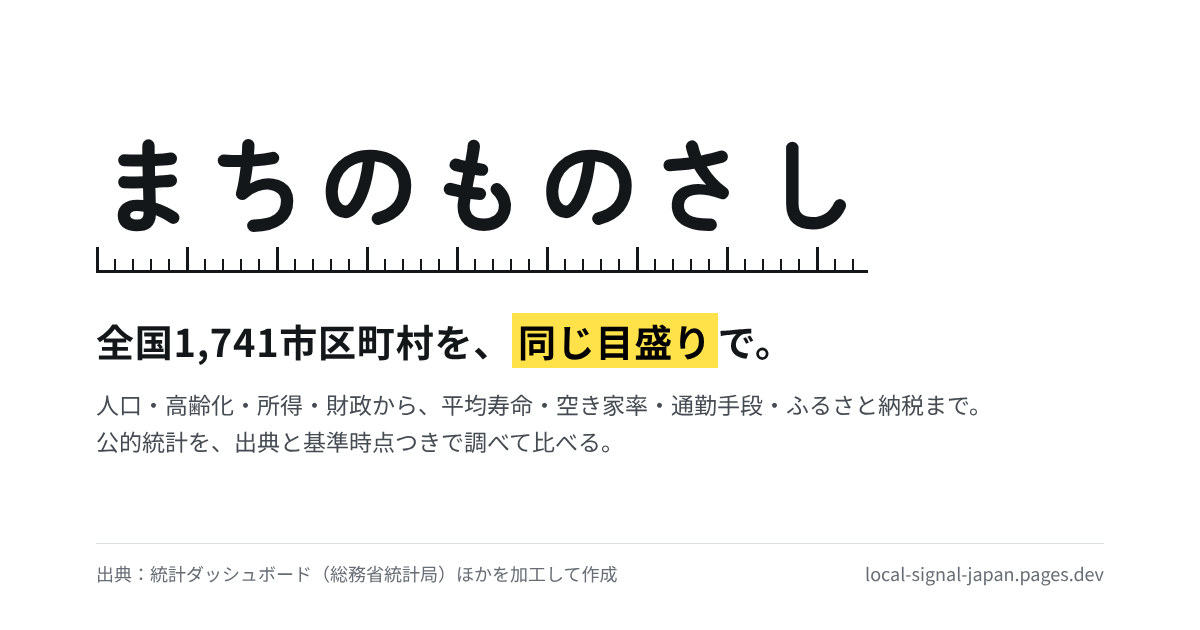 まちのものさし
全国1,741市区町村を、同じ目盛りで。
人口・高齢化・所得・財政から、平均寿命・空き家率・通勤手段・ふるさと納税まで。
公的統計を、出典と基準時点つきで調べて比べる。
出典：統計ダッシュボード（総務省統計局）ほかを加工して作成
local-signal-japan.pages.dev